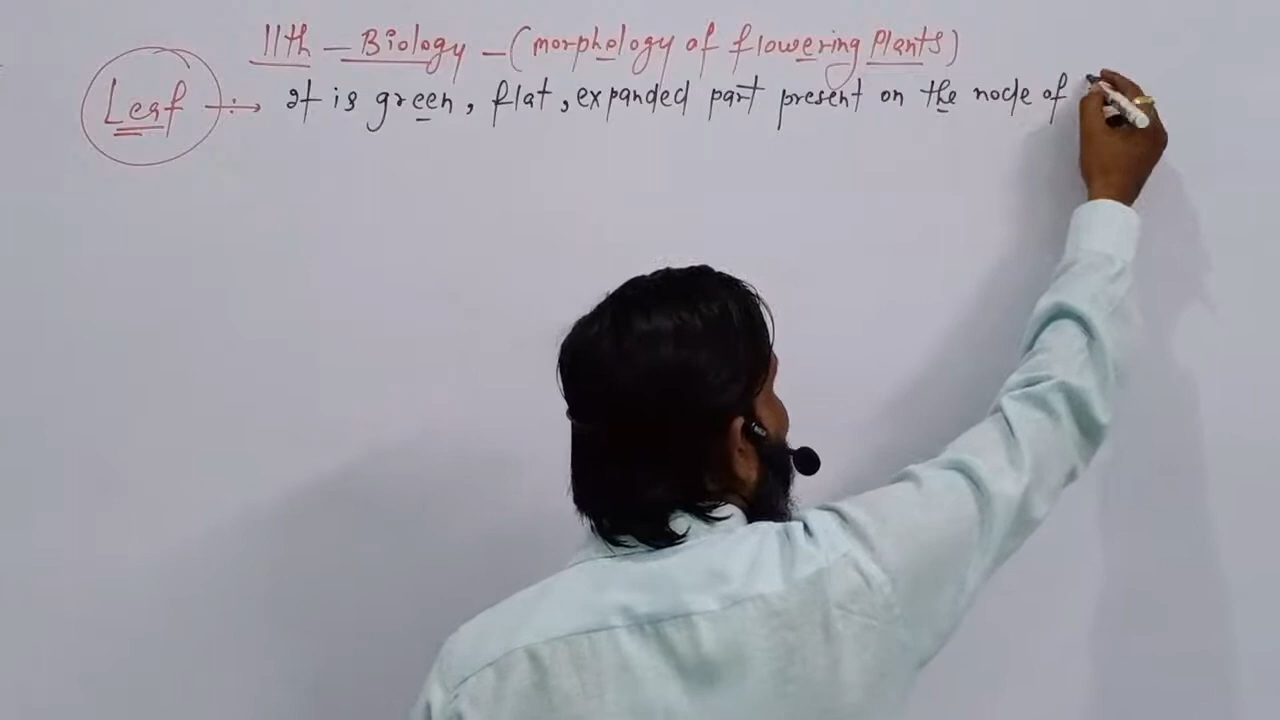 11th - Biology - (morphology of flowering Plants)
Leaf -:-> It is green, flat, expanded part present on the node of